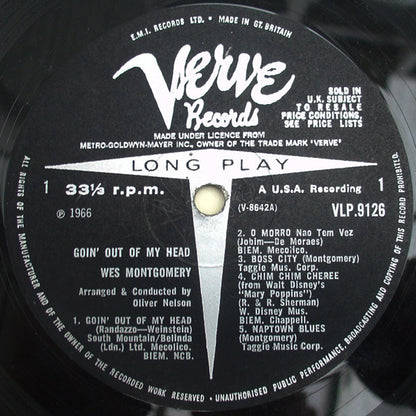 E.M.I. RECORDS LTD. • MADE IN GT. BRITAIN
Verve
Records
MADE UNDER LICENCE FROM
METRO-GOLDWYN-MAYER INC., OWNER OF THE TRADE MARK 'VERVE'
SOLD IN
U.K. SUBJECT
TO RESALE
PRICE CONDITIONS,
SEE PRICE LISTS
LONG PLAY
1 33⅓ r.p.m.
A U.S.A. Recording 1
℗ 1966
(V-8642A)
VLP.9126
GOIN' OUT OF MY HEAD
WES MONTGOMERY
Arranged & Conducted by
Oliver Nelson
1. GOIN' OUT OF MY HEAD
(Randazzo—Weinstein)
South Mountain/Belinda
(Ldn.) Ltd. Mecolico.
BIEM. NCB.
2. O MORRO Nao Tem Vez
(Jobim—De Moraes)
BIEM. Mecolico.
3. BOSS CITY (Montgomery)
Taggie Mus. Corp.
4. CHIM CHIM CHEREE
(from Walt Disney's
"Mary Poppins")
(R. & R. Sherman)
W. Disney Mus.
BIEM. Chappell.
5. NAPTOWN BLUES
(Montgomery)
Taggie Music Corp.
ALL RIGHTS OF THE MANUFACTURER AND OF THE OWNER OF THE RECORDED WORK RESERVED • UNAUTHORISED PUBLIC PERFORMANCE, BROADCASTING AND COPYING OF THIS RECORD PROHIBITED